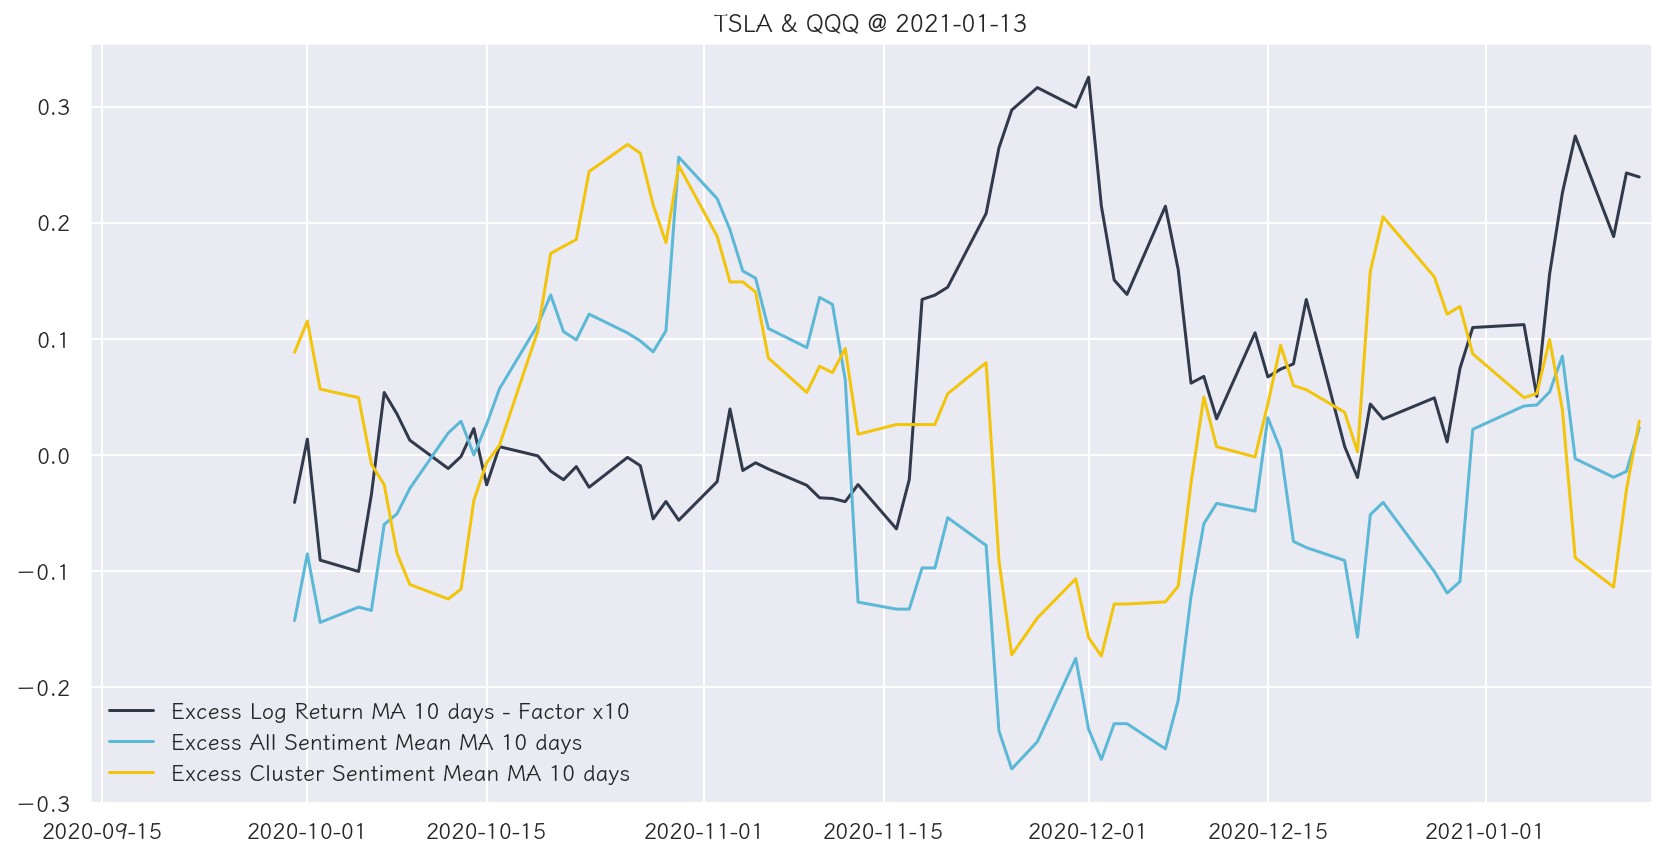 TSLA & QQQ @ 2021-01-13
0.3
0.2
0.1
0.0
−0.1
−0.2
−0.3
Excess Log Return MA 10 days - Factor x10
Excess All Sentiment Mean MA 10 days
Excess Cluster Sentiment Mean MA 10 days
2020-09-15 2020-10-01 2020-10-15 2020-11-01 2020-11-15 2020-12-01 2020-12-15 2021-01-01